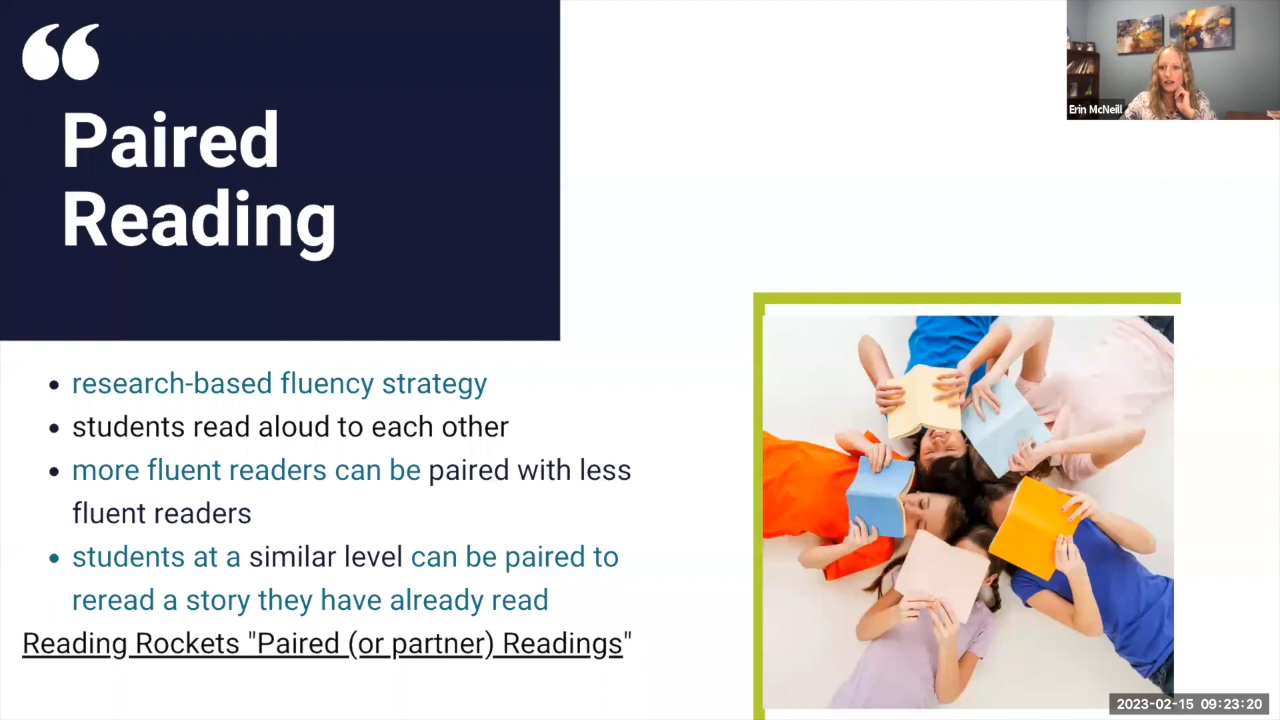 Paired
Reading
Erin McNeill
• research-based fluency strategy
• students read aloud to each other
• more fluent readers can be paired with less
fluent readers
• students at a similar level can be paired to
reread a story they have already read
Reading Rockets "Paired (or partner) Readings"
2023-02-15 09:23:20